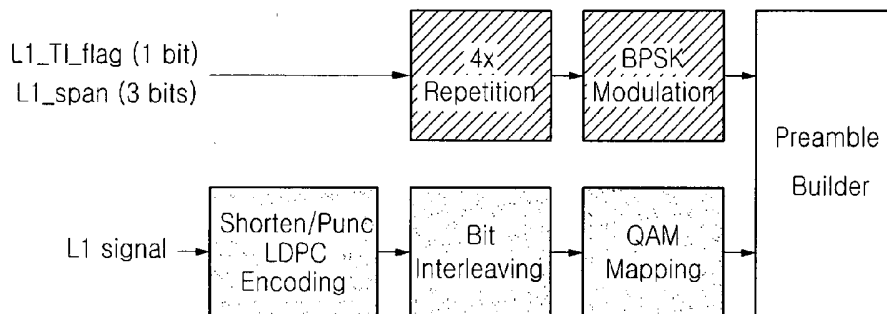 L1_TI_flag (1 bit)
L1_span (3 bits)
4x
Repetition
BPSK
Modulation
Preamble
Builder
L1 signal
Shorten/Punc
LDPC
Encoding
Bit
Interleaving
QAM
Mapping